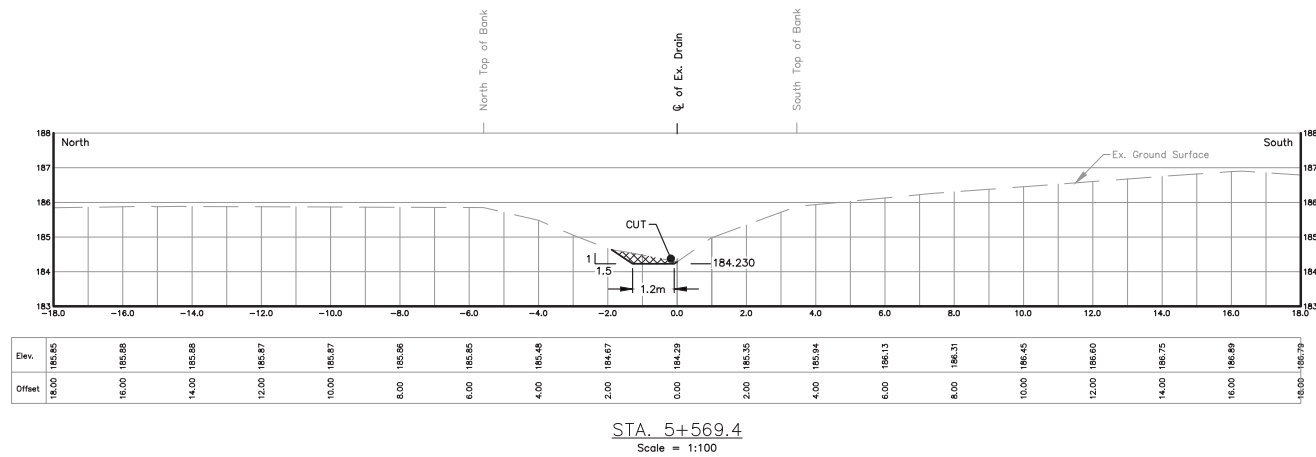 North Top of Bank
℄ of Ex. Drain
South Top of Bank
188 188
North South
Ex. Ground Surface
187 187
186 186
CUT
185 185
1
1.5
184.230
184 184
1.2m
183 183
-18.0 -16.0 -14.0 -12.0 -10.0 -8.0 -6.0 -4.0 -2.0 0.0 2.0 4.0 6.0 8.0 10.0 12.0 14.0 16.0 18.0
Elev. 185.85 185.88 185.88 185.87 185.87 185.86 185.85 185.48 184.67 184.29 185.35 185.94 186.13 186.31 186.45 186.60 186.75 186.89 186.79
Offset 18.00 16.00 14.00 12.00 10.00 8.00 6.00 4.00 2.00 0.00 2.00 4.00 6.00 8.00 10.00 12.00 14.00 16.00 18.00
STA. 5+569.4
Scale = 1:100